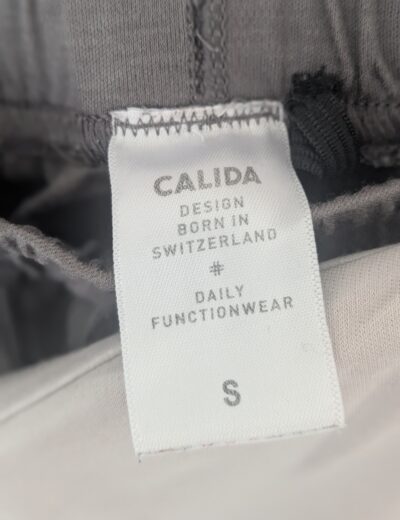 CALIDA
DESIGN
BORN IN
SWITZERLAND
#
DAILY
FUNCTIONWEAR
S